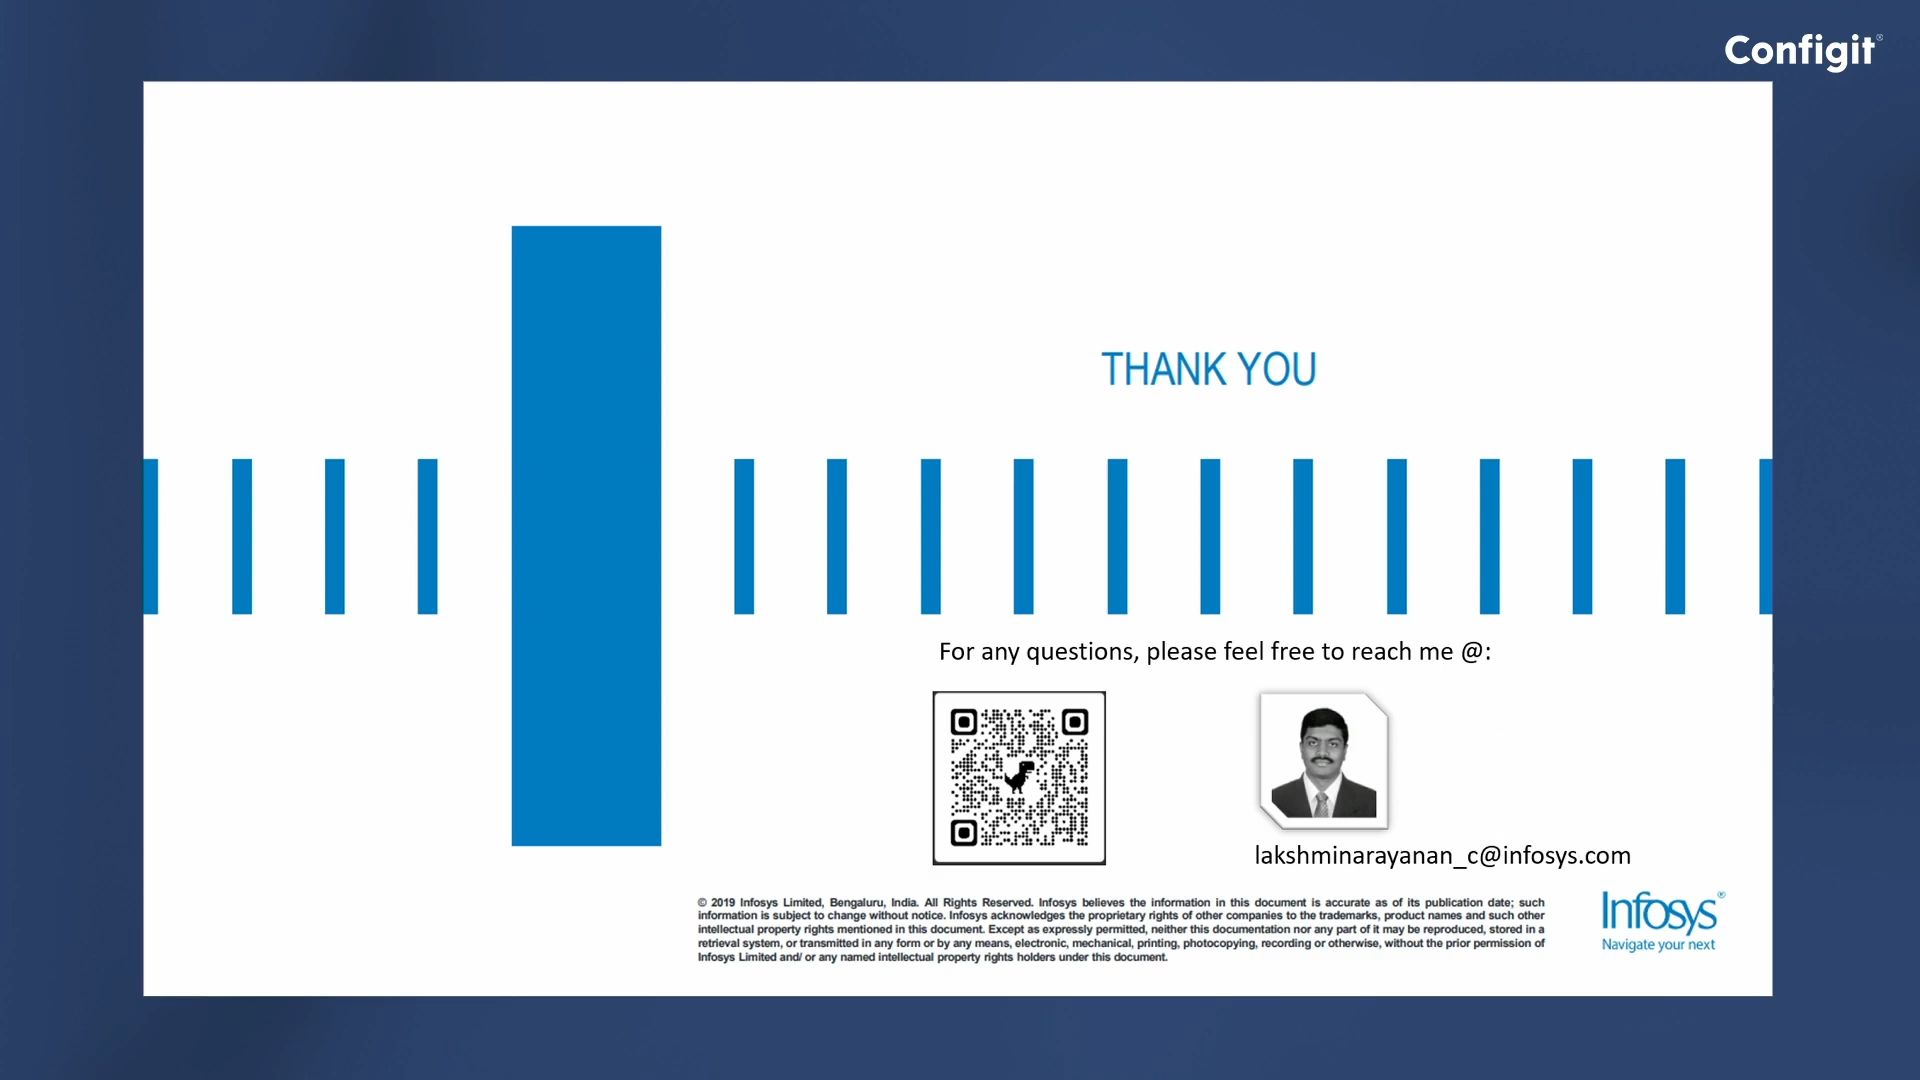 Configit®
THANK YOU
For any questions, please feel free to reach me @:
lakshminarayanan_c@infosys.com
© 2019 Infosys Limited, Bengaluru, India. All Rights Reserved. Infosys believes the information in this document is accurate as of its publication date; such
information is subject to change without notice. Infosys acknowledges the proprietary rights of other companies to the trademarks, product names and such other
intellectual property rights mentioned in this document. Except as expressly permitted, neither this documentation nor any part of it may be reproduced, stored in a
retrieval system, or transmitted in any form or by any means, electronic, mechanical, printing, photocopying, recording or otherwise, without the prior permission of
Infosys Limited and/ or any named intellectual property rights holders under this document.
Infosys®
Navigate your next